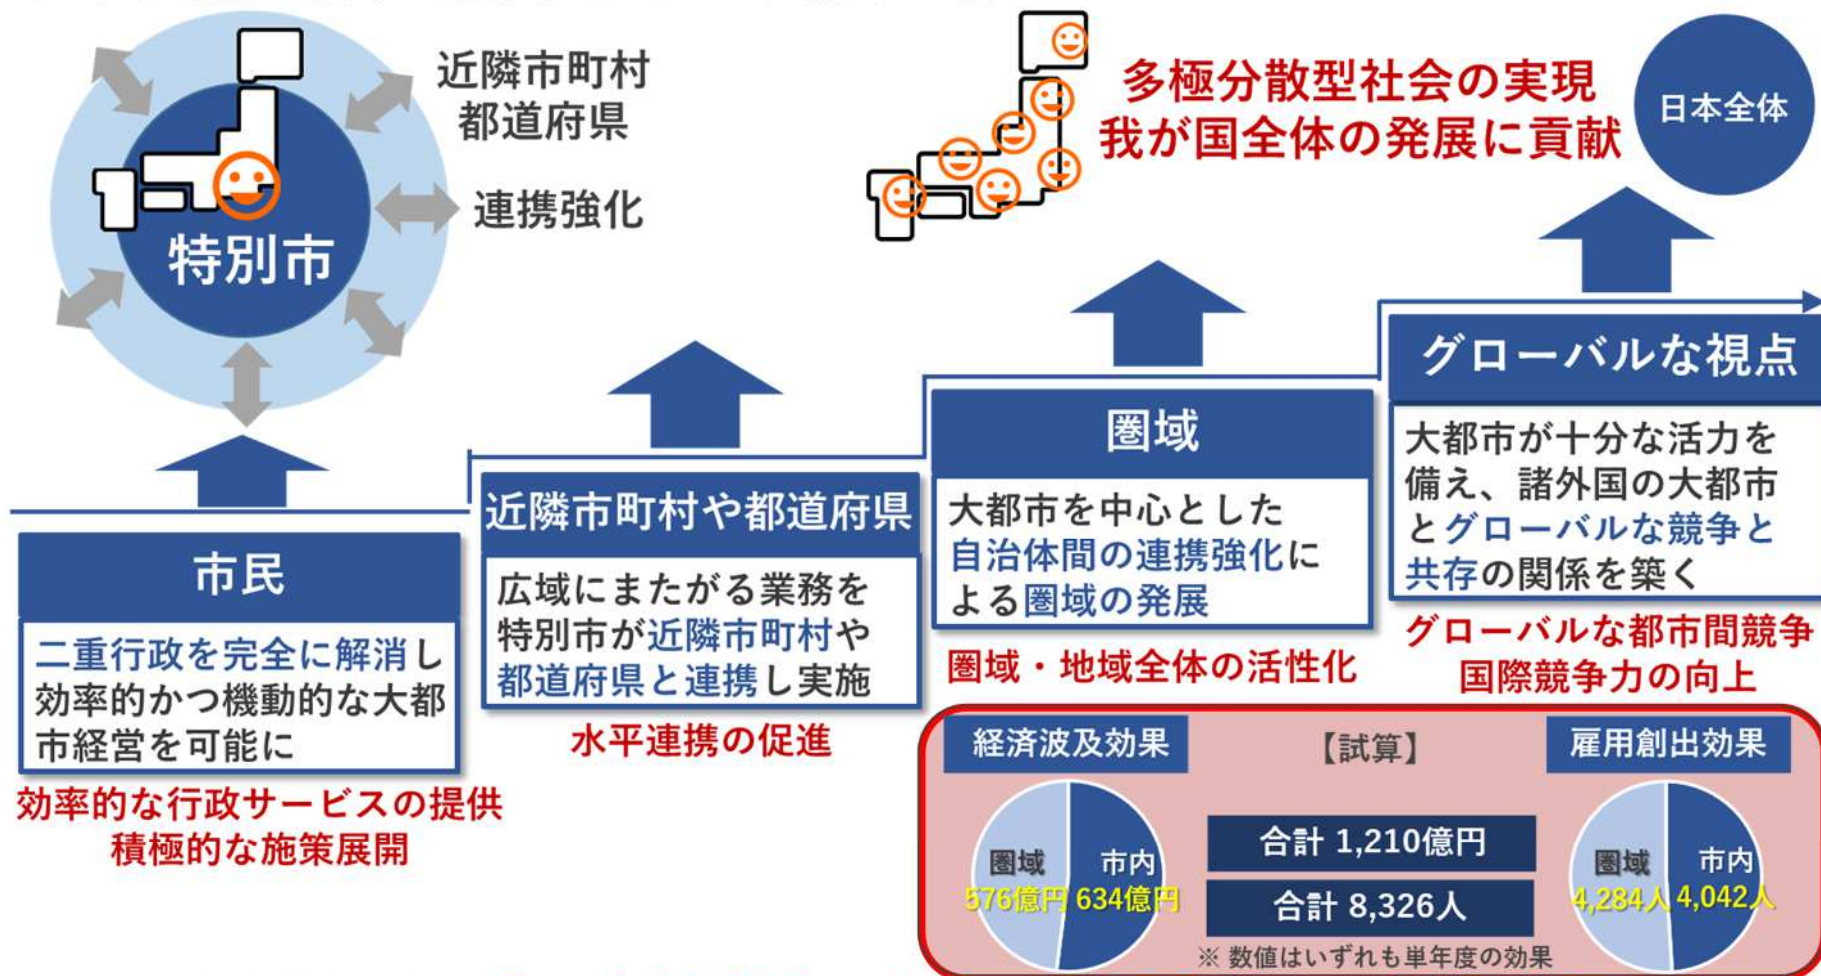 近隣市町村
都道府県
連携強化
特別市
多極分散型社会の実現
我が国全体の発展に貢献
日本全体
市民
二重行政を完全に解消し
効率的かつ機動的な大都
市経営を可能に
効率的な行政サービスの提供
積極的な施策展開
近隣市町村や都道府県
広域にまたがる業務を
特別市が近隣市町村や
都道府県と連携し実施
水平連携の促進
圏域
大都市を中心とした
自治体間の連携強化に
よる圏域の発展
圏域・地域全体の活性化
グローバルな視点
大都市が十分な活力を
備え、諸外国の大都市
とグローバルな競争と
共存の関係を築く
グローバルな都市間競争
国際競争力の向上
経済波及効果
【試算】
雇用創出効果
圏域
576億円
市内
634億円
合計 1,210億円
合計 8,326人
圏域
4,284人
市内
4,042人
※ 数値はいずれも単年度の効果